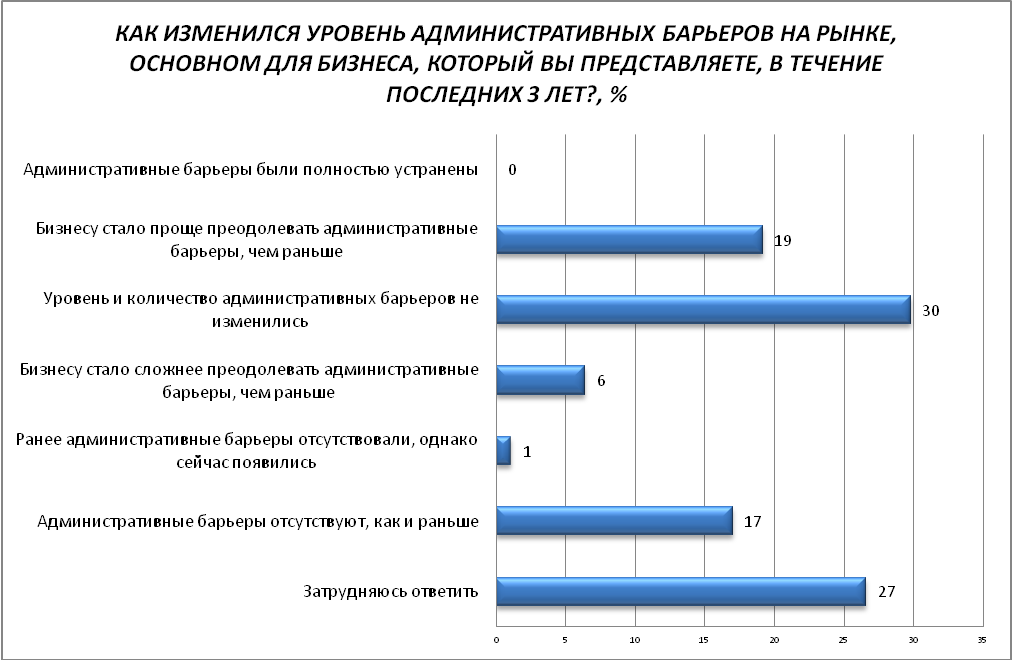 КАК ИЗМЕНИЛСЯ УРОВЕНЬ АДМИНИСТРАТИВНЫХ БАРЬЕРОВ НА РЫНКЕ,
ОСНОВНОМ ДЛЯ БИЗНЕСА, КОТОРЫЙ ВЫ ПРЕДСТАВЛЯЕТЕ, В ТЕЧЕНИЕ
ПОСЛЕДНИХ 3 ЛЕТ?, %
Административные барьеры были полностью устранены
0
Бизнесу стало проще преодолевать административные
барьеры, чем раньше
19
Уровень и количество административных барьеров не
изменились
30
Бизнесу стало сложнее преодолевать административные
барьеры, чем раньше
6
Ранее административные барьеры отсутствовали, однако
сейчас появились
1
Административные барьеры отсутствуют, как и раньше
17
Затрудняюсь ответить
27
0 5 10 15 20 25 30 35